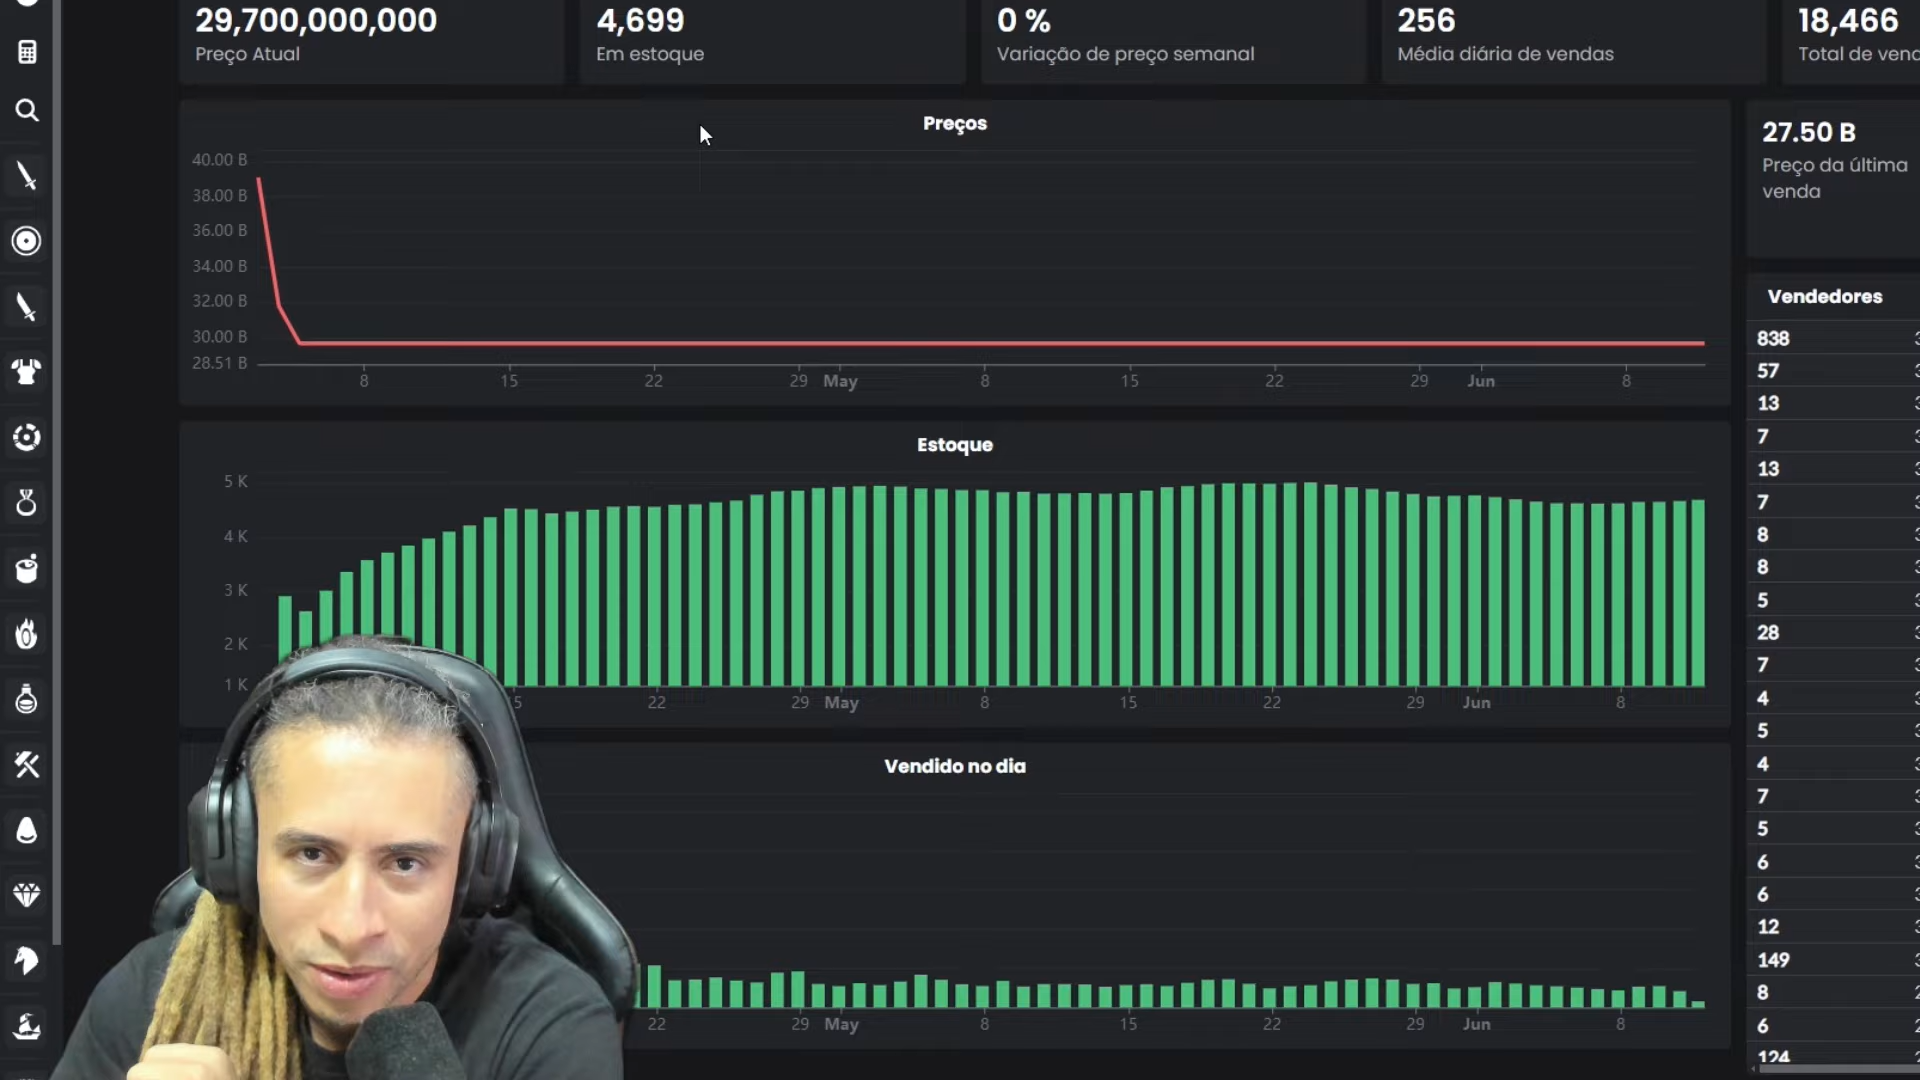 29,700,000,000
Preço Atual
4,699
Em estoque
0 %
Variação de preço semanal
256
Média diária de vendas
18,466
Total de
Preços
40.00 B
38.00 B
36.00 B
34.00 B
32.00 B
30.00 B
28.51 B
8 15 22 29 May 8 15 22 29 Jun 8
Estoque
5 K
4 K
3 K
2 K
1 K
22 29 May 8 15 22 29 Jun 8
Vendido no dia
22 29 May 8 15 22 29 Jun 8
27.50 B
Preço da última
venda
Vendedores
838
57
13
7
13
7
8
8
5
28
7
4
5
4
7
5
6
6
12
149
8
6
124